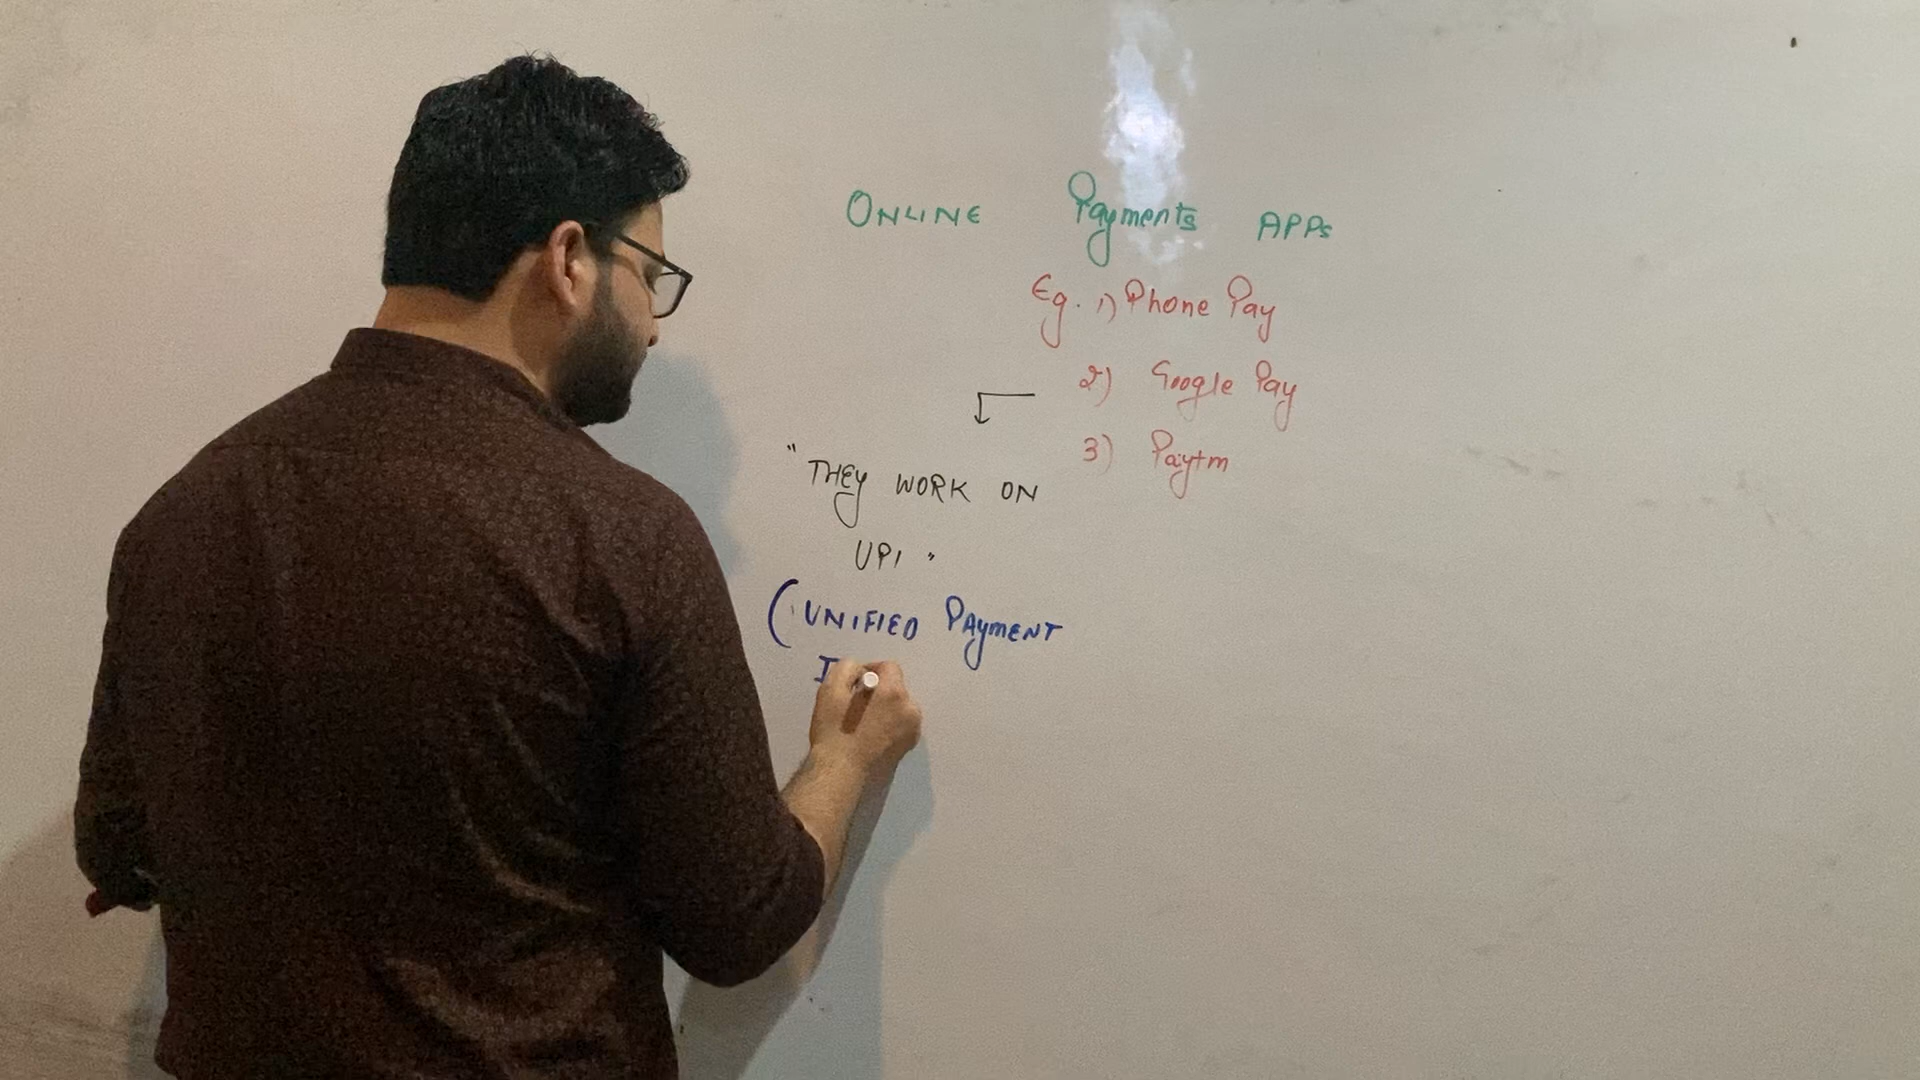 ONLINE Payments APPs
Eg. 1) Phone Pay
2) Google Pay
3) Paytm
"THEy WORK ON
UPI"
(UNIFIED PAymENT
I